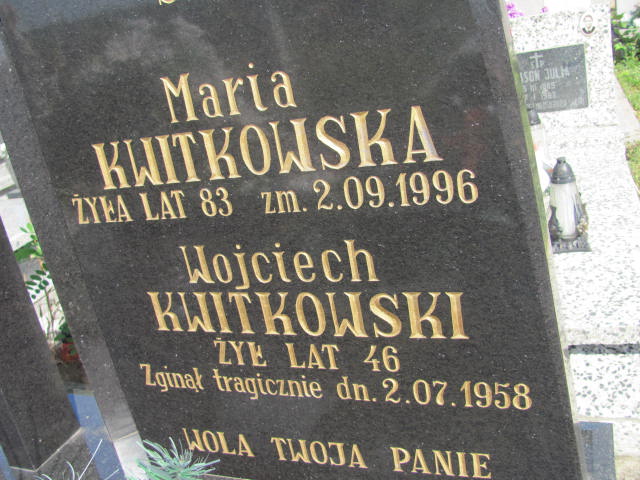 Maria
KWITKOWSKA
ŻYŁA LAT 83 zm. 2.09.1996
Wojciech
KWITKOWSKI
ŻYŁ LAT 46
Zginął tragicznie dn. 2.07.1958
WOLA TWOJA PANIE
JULIA